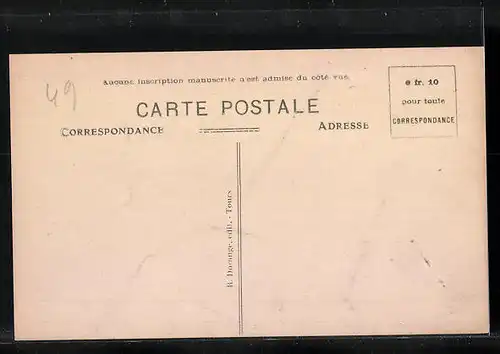 49
Aucune inscription manuscrite n'est admise du côté vue.
CARTE POSTALE
CORRESPONDANCE
ADRESSE
0 fr. 10
pour toute
CORRESPONDANCE
édit. - Tours